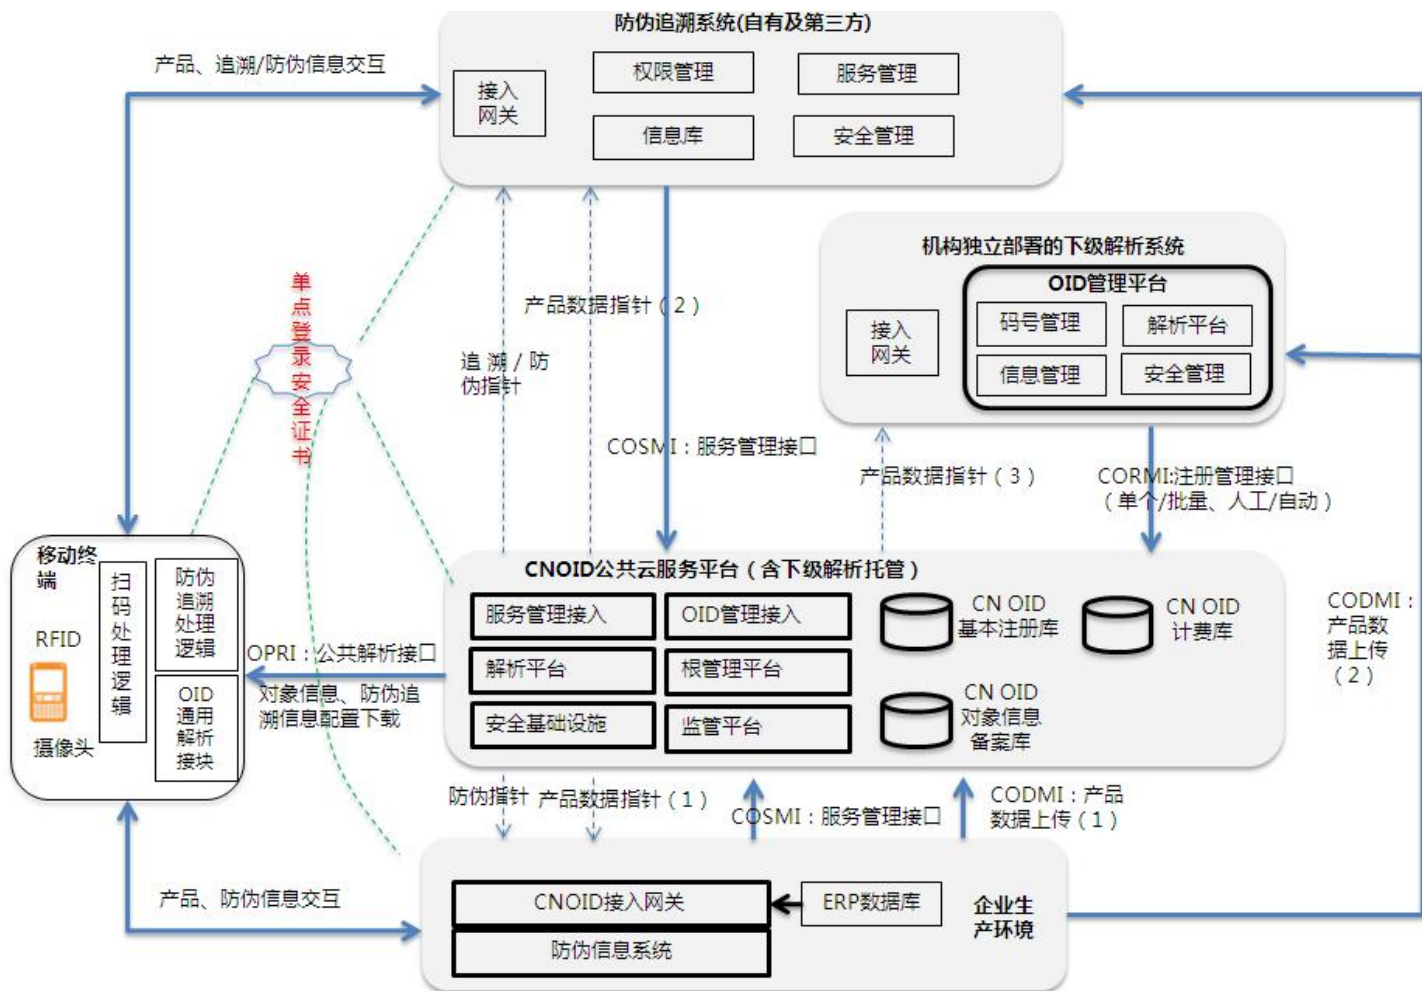 防伪追溯系统(自有及第三方)
产品、追溯/防伪信息交互
接入
网关
权限管理
服务管理
信息库
安全管理
机构独立部署的下级解析系统
OID管理平台
接入
网关
码号管理
解析平台
信息管理
安全管理
单点登录安全证书
产品数据指针（2）
追 溯 / 防
伪指针
COSMI：服务管理接口
产品数据指针（3）
CORMI:注册管理接口
（单个/批量、人工/自动）
移动终
端
RFID
摄像头
扫码处理逻辑
防伪
追溯
处理
逻辑
OID
通用
解析
接块
OPRI：公共解析接口
对象信息、防伪追
溯信息配置下载
CNOID公共云服务平台（含下级解析托管）
服务管理接入
OID管理接入
解析平台
根管理平台
安全基础设施
监管平台
CN OID
基本注册库
CN OID
计费库
CN OID
对象信息
备案库
CODMI：
产品数
据上传
（2）
防伪指针
产品数据指针（1）
COSMI：服务管理接口
CODMI：产品
数据上传（1）
产品、防伪信息交互
CNOID接入网关
ERP数据库
防伪信息系统
企业生
产环境